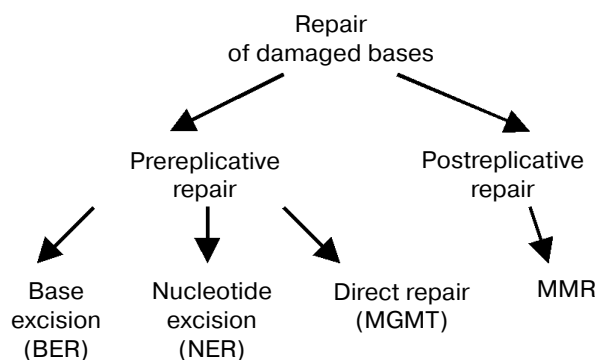 Repair
of damaged bases
Prereplicative
repair
Postreplicative
repair
Base
excision
(BER)
Nucleotide
excision
(NER)
Direct repair
(MGMT)
MMR